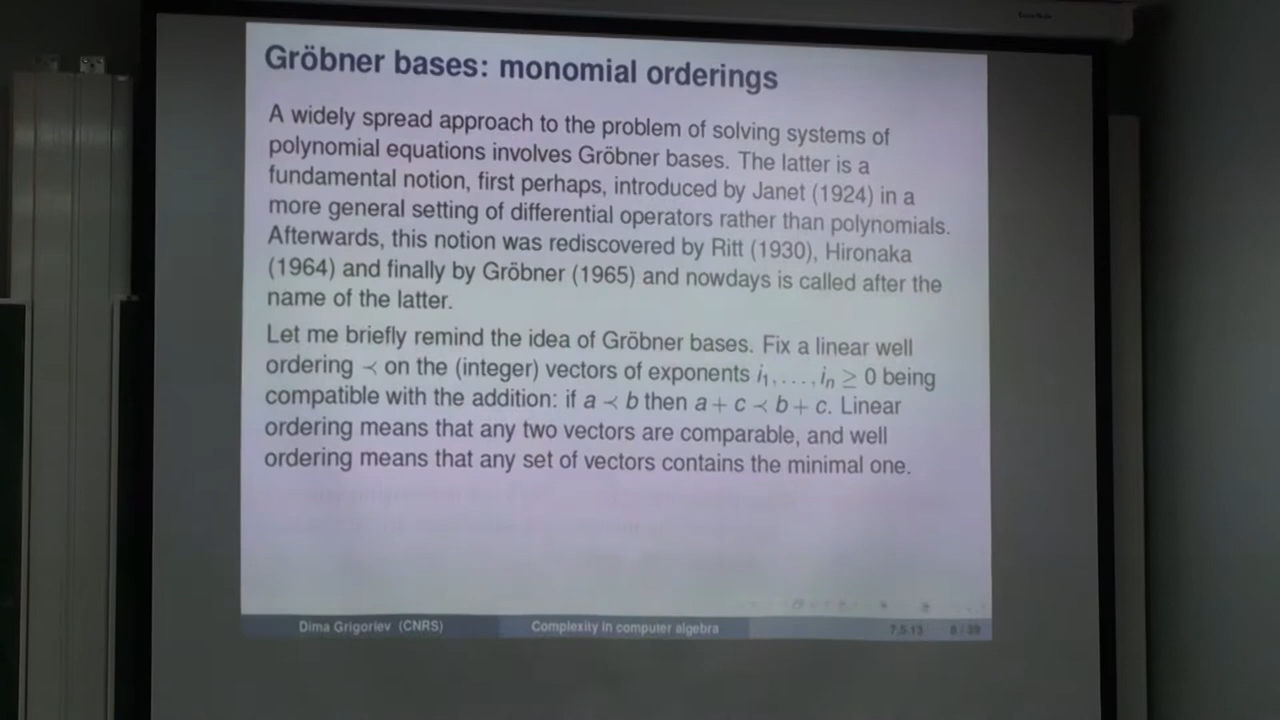 Gröbner bases: monomial orderings
A widely spread approach to the problem of solving systems of
polynomial equations involves Gröbner bases. The latter is a
fundamental notion, first perhaps, introduced by Janet (1924) in a
more general setting of differential operators rather than polynomials.
Afterwards, this notion was rediscovered by Ritt (1930), Hironaka
(1964) and finally by Gröbner (1965) and nowdays is called after the
name of the latter.
Let me briefly remind the idea of Gröbner bases. Fix a linear well
ordering ≺ on the (integer) vectors of exponents i₁, . . . , iₙ ≥ 0 being
compatible with the addition: if a ≺ b then a + c ≺ b + c. Linear
ordering means that any two vectors are comparable, and well
ordering means that any set of vectors contains the minimal one.
Dima Grigoriev (CNRS) Complexity in computer algebra 7.5.13